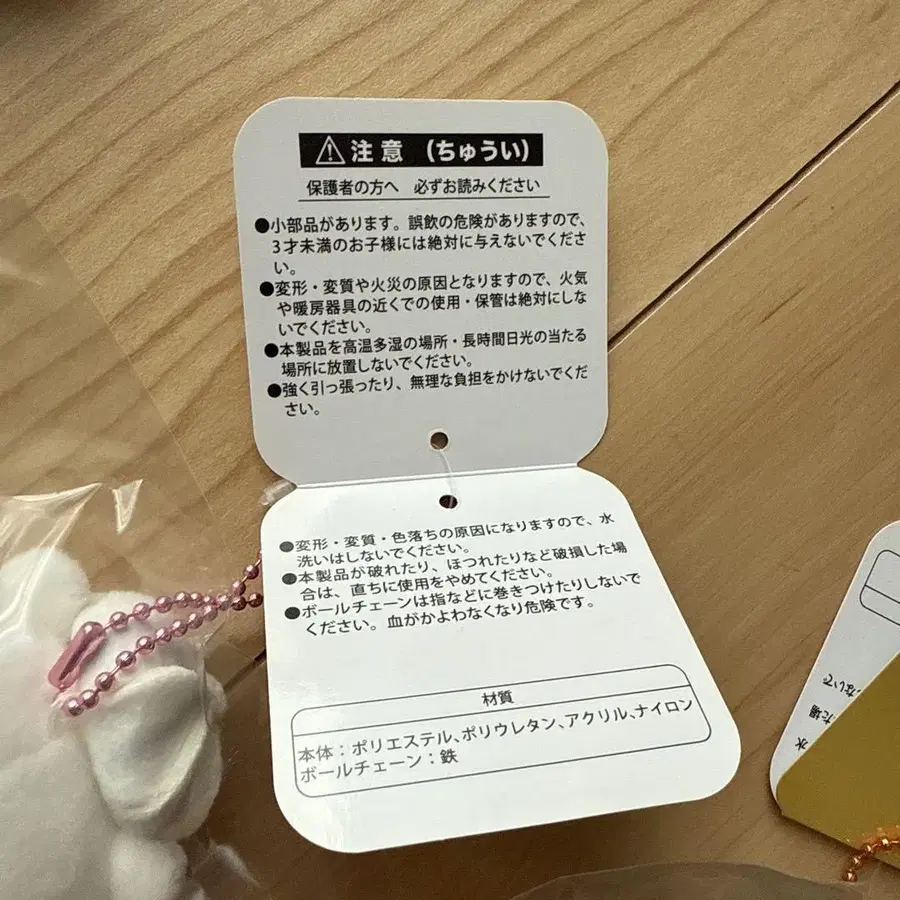 ⚠注意（ちゅうい）
保護者の方へ　必ずお読みください
●小部品があります。誤飲の危険がありますので、
3才未満のお子様には絶対に与えないでくださ
い。
●変形・変質や火災の原因となりますので、火気
や暖房器具の近くでの使用・保管は絶対にしな
いでください。
●本製品を高温多湿の場所・長時間日光の当たる
場所に放置しないでください。
●強く引っ張ったり、無理な負担をかけないでくだ
さい。
●変形・変質・色落ちの原因になりますので、水
洗いはしないでください。
●本製品が破れたり、ほつれたりなど破損した場
合は、直ちに使用をやめてください。
●ボールチェーンは指などに巻きつけたりしないで
ください。血がかよわなくなり危険です。
材質
本体：ポリエステル、ポリウレタン、アクリル、ナイロン
ボールチェーン：鉄
水
た場
ないで